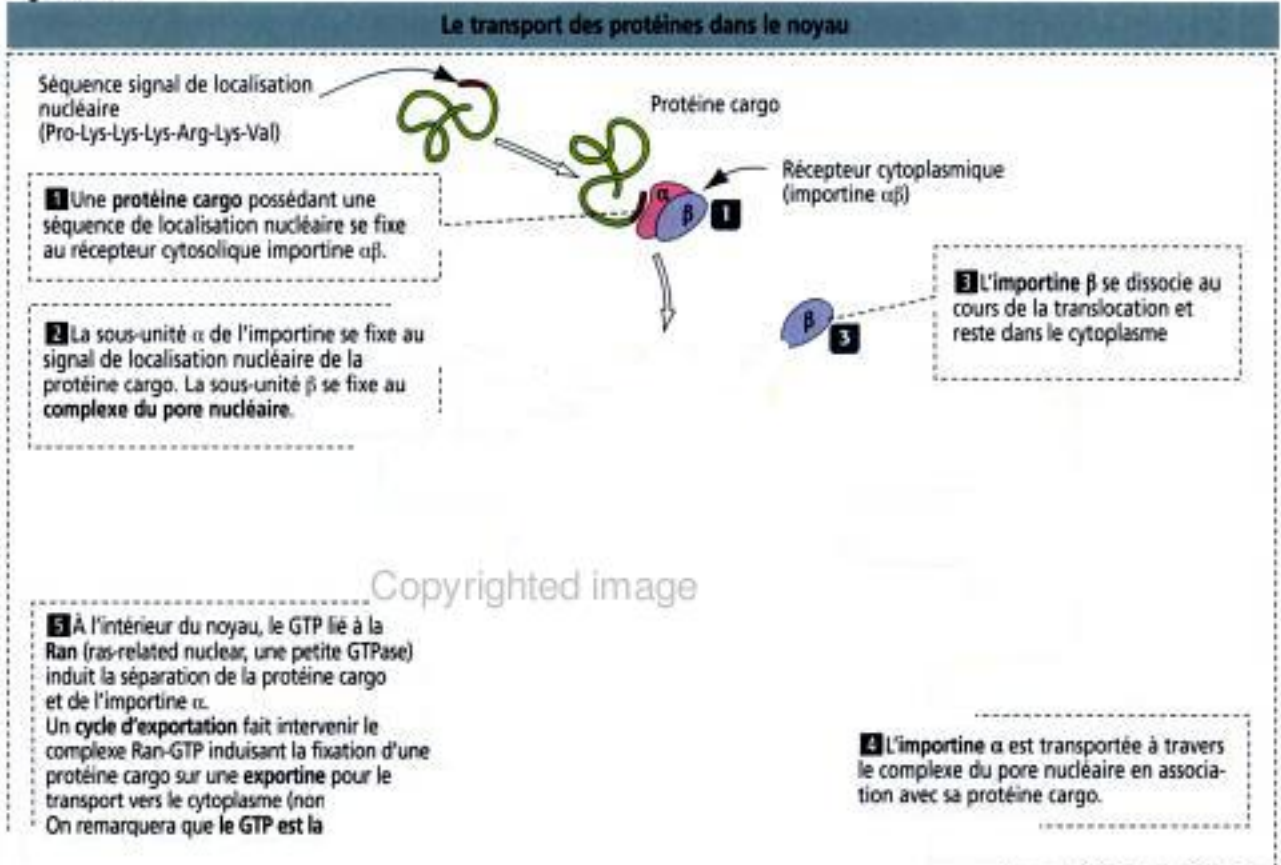 Le transport des protéines dans le noyau
Séquence signal de localisation
nucléaire
(Pro-Lys-Lys-Lys-Arg-Lys-Val)
Protéine cargo
Récepteur cytoplasmique
(importine αβ)
α
β
1
1 Une protéine cargo possédant une
séquence de localisation nucléaire se fixe
au récepteur cytosolique importine αβ.
2 La sous-unité α de l'importine se fixe au
signal de localisation nucléaire de la
protéine cargo. La sous-unité β se fixe au
complexe du pore nucléaire.
β
3
3 L'importine β se dissocie au
cours de la translocation et
reste dans le cytoplasme
Copyrighted image
5 À l'intérieur du noyau, le GTP lié à la
Ran (ras-related nuclear, une petite GTPase)
induit la séparation de la protéine cargo
et de l'importine α.
Un cycle d'exportation fait intervenir le
complexe Ran-GTP induisant la fixation d'une
protéine cargo sur une exportine pour le
transport vers le cytoplasme (non
On remarquera que le GTP est la
4 L'importine α est transportée à travers
le complexe du pore nucléaire en associa-
tion avec sa protéine cargo.